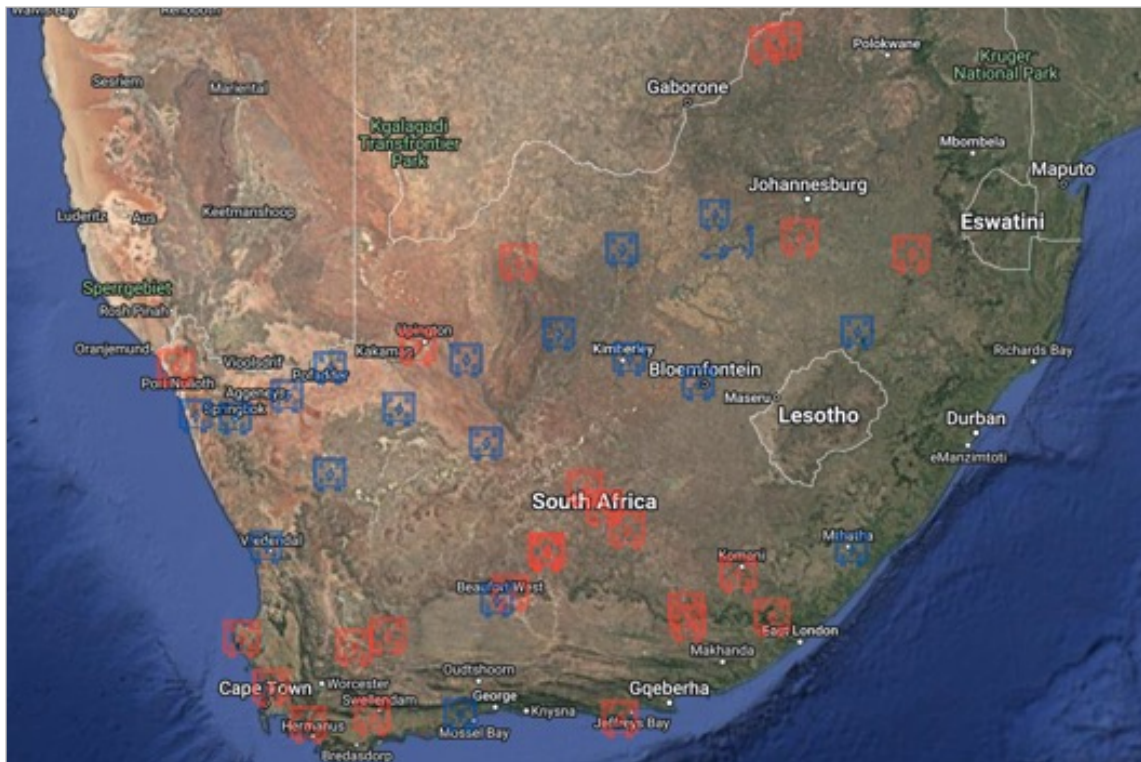 Sesriem
Mariental
Polokwane
Kruger
National Park
Gaborone
Kgalagadi
Transfrontier
Park
Mbombela
Maputo
Johannesburg
Luderitz
Aus
Keetmanshoop
Eswatini
Sperrgebiet
Rosh Pinah
Oranjemund
Vioolsdrif
Upington
Kakamas
Kimberley
Richards Bay
Port Nolloth
Pofadder
Aggeneys
Springbok
Bloemfontein
Maseru
Lesotho
Durban
eManzimtoti
South Africa
Vredendal
Mthatha
Komani
Beaufort West
East London
Makhanda
Oudtshoorn
Cape Town
Worcester
Swellendam
George
Knysna
Gqeberha
Hermanus
Mossel Bay
Jeffreys Bay
Bredasdorp